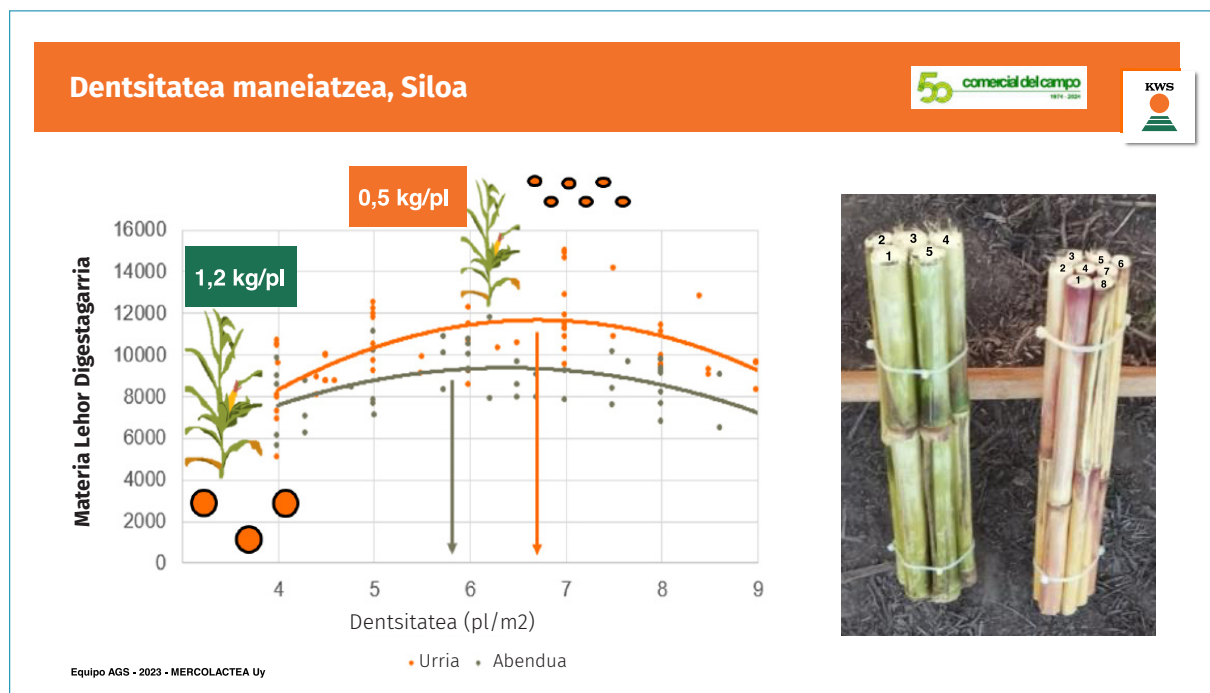 Dentsitatea maneiatzea, Siloa
50 comercial del campo
1974 - 2024
KWS
0,5 kg/pl
1,2 kg/pl
Materia Lehor Digestagarria
16000
14000
12000
10000
8000
6000
4000
2000
0
4 5 6 7 8 9
Dentsitatea (pl/m2)
Urria Abendua
2 3 4
1 5
3 5 6
2 4 7
1 8
Equipo AGS - 2023 - MERCOLACTEA Uy